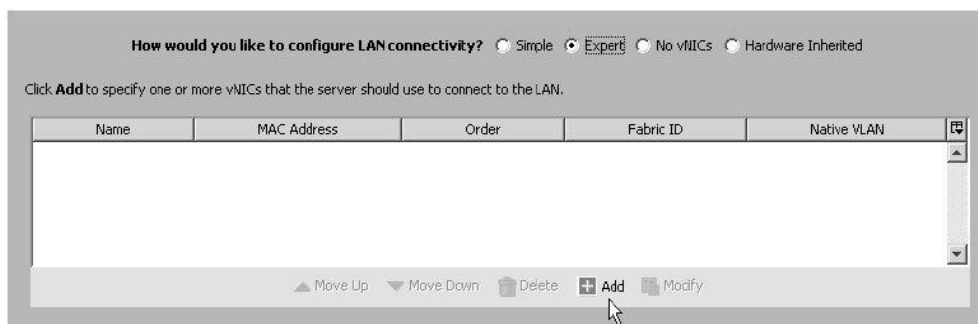 How would you like to configure LAN connectivity? Simple Expert No vNICs Hardware Inherited
Click Add to specify one or more vNICs that the server should use to connect to the LAN.
Name MAC Address Order Fabric ID Native VLAN
Move Up Move Down Delete Add Modify